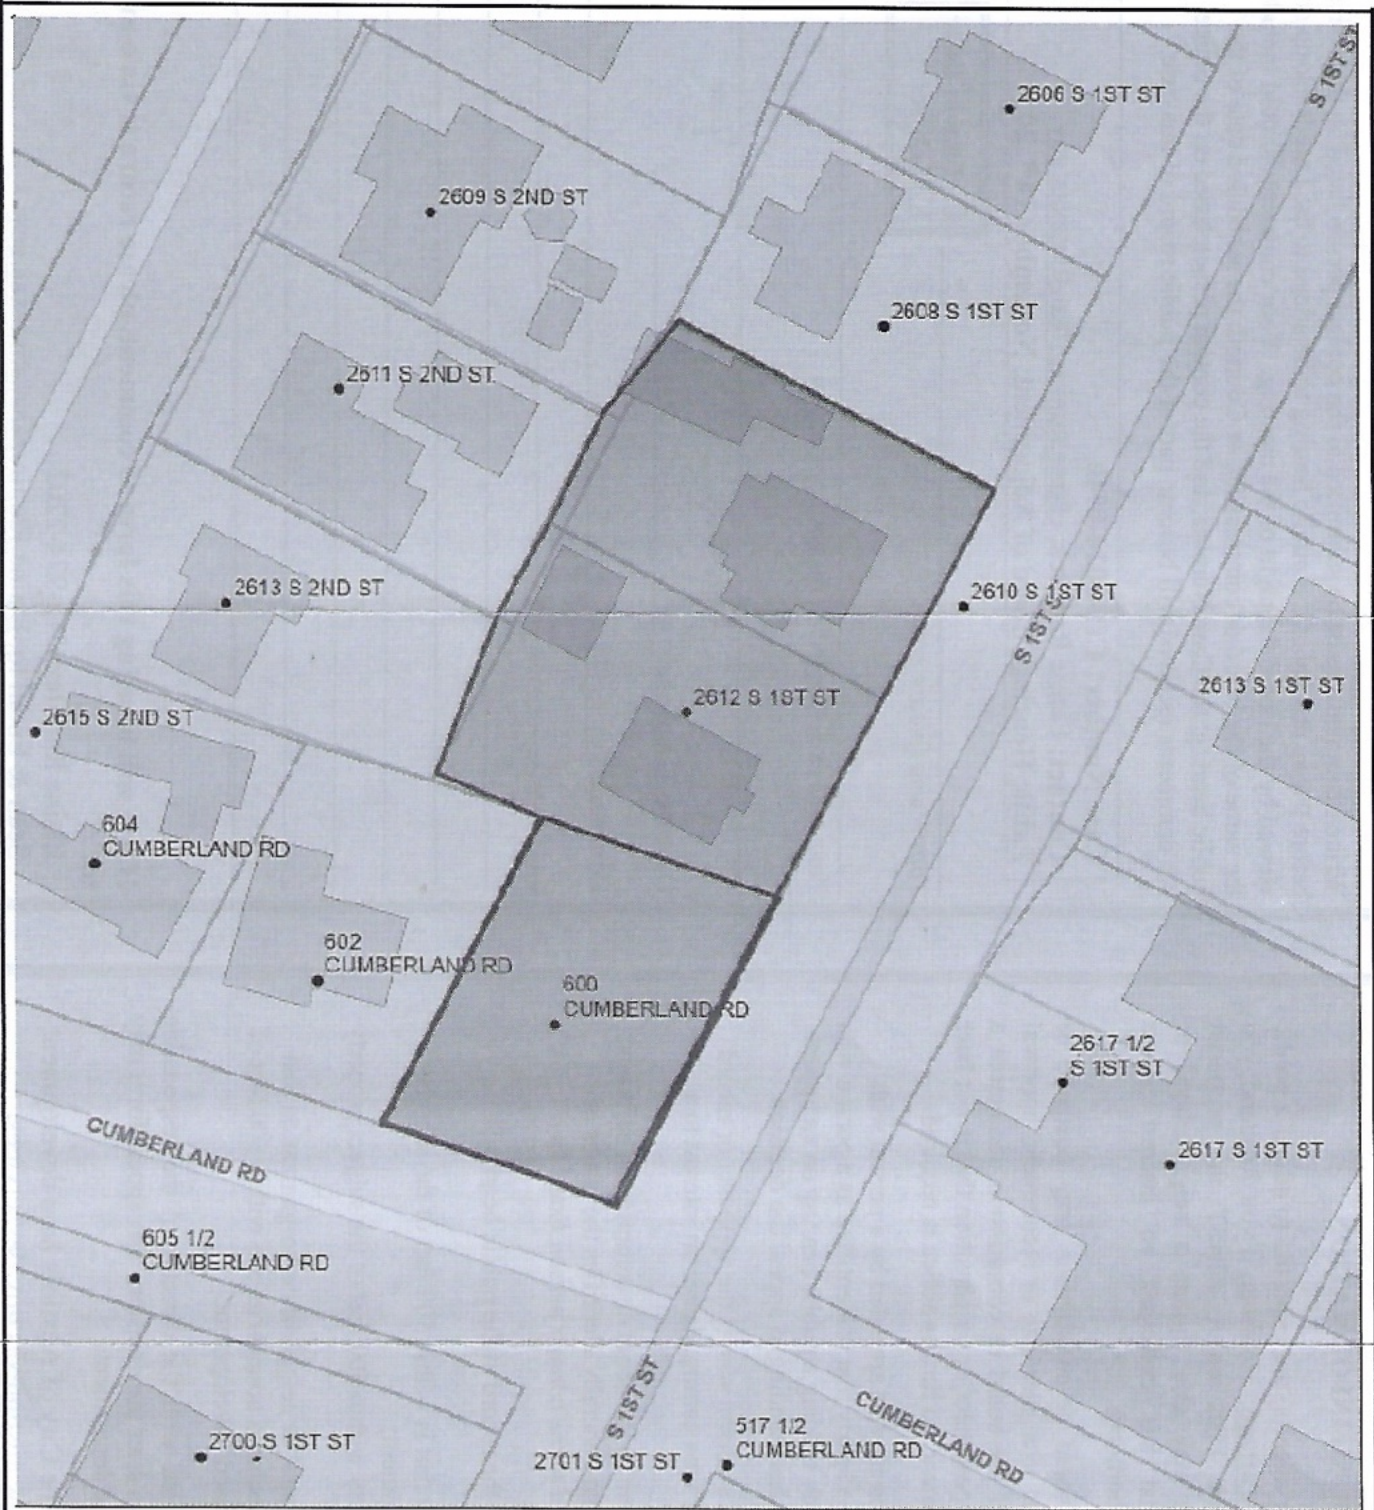 S 1ST ST
2606 S 1ST ST
2609 S 2ND ST
2608 S 1ST ST
2611 S 2ND ST
2613 S 2ND ST
2610 S 1ST ST
S 1ST S
2613 S 1ST ST
2612 S 1ST ST
2615 S 2ND ST
604
CUMBERLAND RD
602
CUMBERLAND RD
600
CUMBERLAND RD
2617 1/2
S 1ST ST
CUMBERLAND RD
2617 S 1ST ST
605 1/2
CUMBERLAND RD
S 1ST ST
CUMBERLAND RD
517 1/2
CUMBERLAND RD
2700 S 1ST ST
2701 S 1ST ST